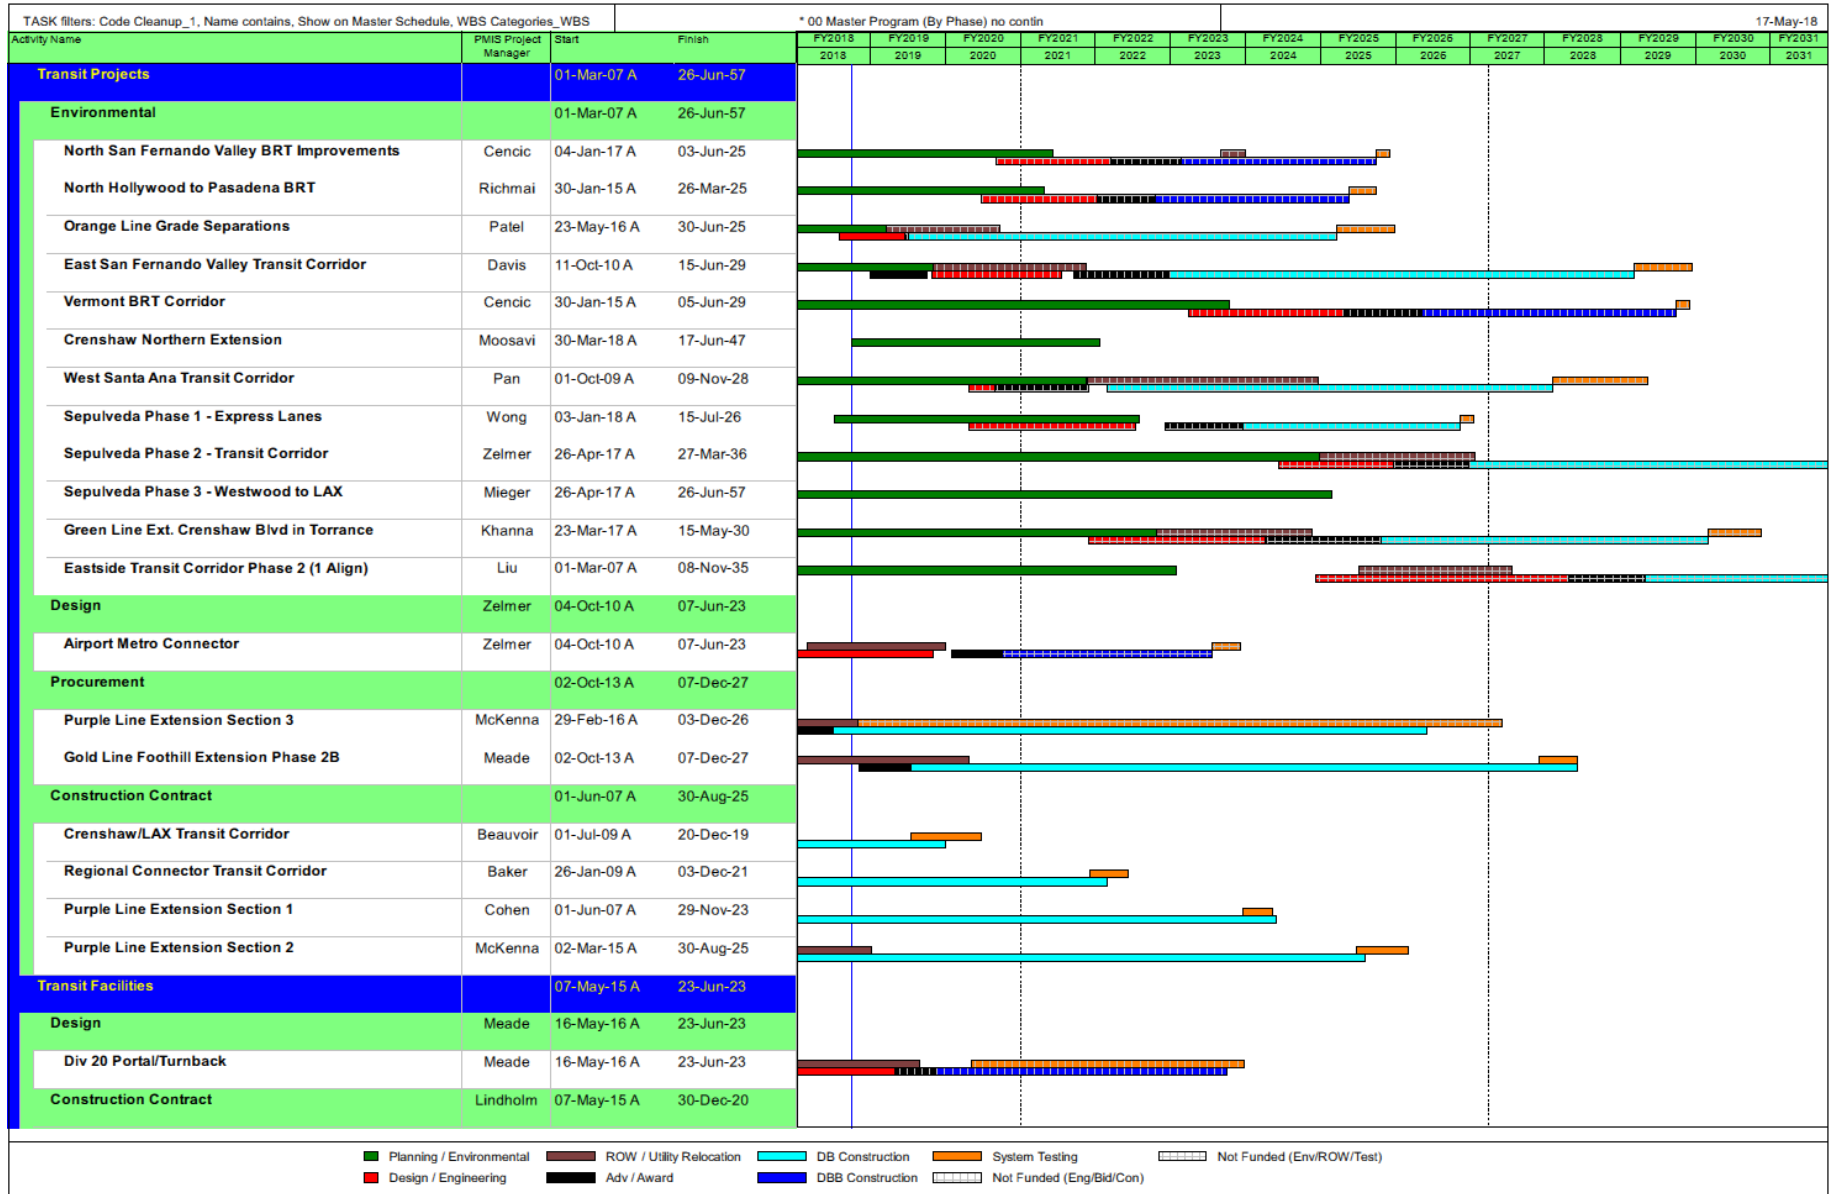 TASK filters: Code Cleanup_1, Name contains, Show on Master Schedule, WBS Categories_WBS * 00 Master Program (By Phase) no contin 17-May-18
Activity Name PMIS Project Manager Start Finish FY2018 FY2019 FY2020 FY2021 FY2022 FY2023 FY2024 FY2025 FY2026 FY2027 FY2028 FY2029 FY2030 FY2031
2018 2019 2020 2021 2022 2023 2024 2025 2026 2027 2028 2029 2030 2031
Transit Projects 01-Mar-07 A 26-Jun-57
Environmental 01-Mar-07 A 26-Jun-57
North San Fernando Valley BRT Improvements Cencic 04-Jan-17 A 03-Jun-25
North Hollywood to Pasadena BRT Richmai 30-Jan-15 A 26-Mar-25
Orange Line Grade Separations Patel 23-May-16 A 30-Jun-25
East San Fernando Valley Transit Corridor Davis 11-Oct-10 A 15-Jun-29
Vermont BRT Corridor Cencic 30-Jan-15 A 05-Jun-29
Crenshaw Northern Extension Moosavi 30-Mar-18 A 17-Jun-47
West Santa Ana Transit Corridor Pan 01-Oct-09 A 09-Nov-28
Sepulveda Phase 1 - Express Lanes Wong 03-Jan-18 A 15-Jul-26
Sepulveda Phase 2 - Transit Corridor Zelmer 26-Apr-17 A 27-Mar-36
Sepulveda Phase 3 - Westwood to LAX Mieger 26-Apr-17 A 26-Jun-57
Green Line Ext. Crenshaw Blvd in Torrance Khanna 23-Mar-17 A 15-May-30
Eastside Transit Corridor Phase 2 (1 Align) Liu 01-Mar-07 A 08-Nov-35
Design Zelmer 04-Oct-10 A 07-Jun-23
Airport Metro Connector Zelmer 04-Oct-10 A 07-Jun-23
Procurement 02-Oct-13 A 07-Dec-27
Purple Line Extension Section 3 McKenna 29-Feb-16 A 03-Dec-26
Gold Line Foothill Extension Phase 2B Meade 02-Oct-13 A 07-Dec-27
Construction Contract 01-Jun-07 A 30-Aug-25
Crenshaw/LAX Transit Corridor Beauvoir 01-Jul-09 A 20-Dec-19
Regional Connector Transit Corridor Baker 26-Jan-09 A 03-Dec-21
Purple Line Extension Section 1 Cohen 01-Jun-07 A 29-Nov-23
Purple Line Extension Section 2 McKenna 02-Mar-15 A 30-Aug-25
Transit Facilities 07-May-15 A 23-Jun-23
Design Meade 16-May-16 A 23-Jun-23
Div 20 Portal/Turnback Meade 16-May-16 A 23-Jun-23
Construction Contract Lindholm 07-May-15 A 30-Dec-20
Planning / Environmental ROW / Utility Relocation DB Construction System Testing Not Funded (Env/ROW/Test)
Design / Engineering Adv / Award DBB Construction Not Funded (Eng/Bid/Con)